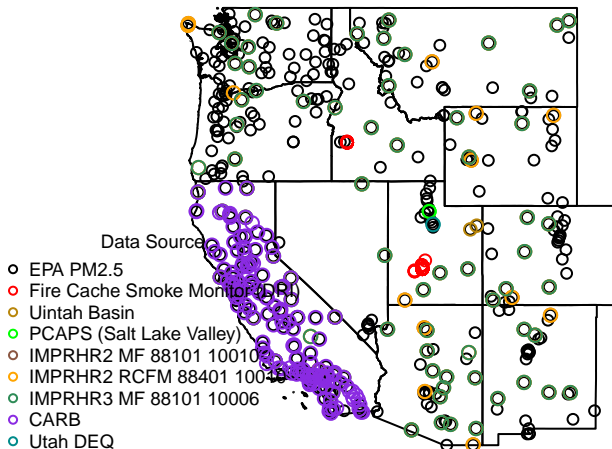 Data Source
EPA PM2.5
Fire Cache Smoke Monitor (DRI)
Uintah Basin
PCAPS (Salt Lake Valley)
IMPRHR2 MF 88101 10010
IMPRHR2 RCFM 88401 10010
IMPRHR3 MF 88101 10006
CARB
Utah DEQ